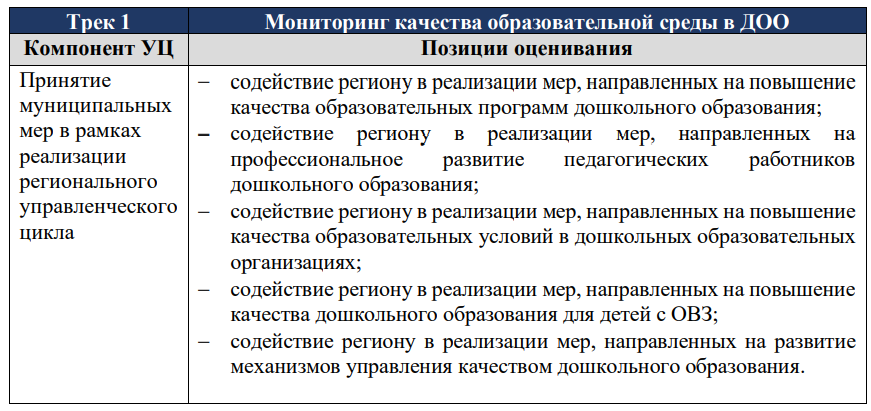 Трек 1
Мониторинг качества образовательной среды в ДОО
Компонент УЦ
Позиции оценивания
Принятие
муниципальных
мер в рамках
реализации
регионального
управленческого
цикла
– содействие региону в реализации мер, направленных на повышение
качества образовательных программ дошкольного образования;
– содействие региону в реализации мер, направленных на
профессиональное развитие педагогических работников
дошкольного образования;
– содействие региону в реализации мер, направленных на повышение
качества образовательных условий в дошкольных образовательных
организациях;
– содействие региону в реализации мер, направленных на повышение
качества дошкольного образования для детей с ОВЗ;
– содействие региону в реализации мер, направленных на развитие
механизмов управления качеством дошкольного образования.